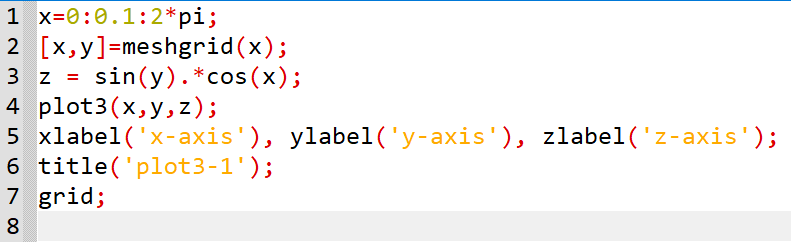 1 x=0:0.1:2*pi;
2 [x,y]=meshgrid(x);
3 z = sin(y).*cos(x);
4 plot3(x,y,z);
5 xlabel('x-axis'), ylabel('y-axis'), zlabel('z-axis');
6 title('plot3-1');
7 grid;
8